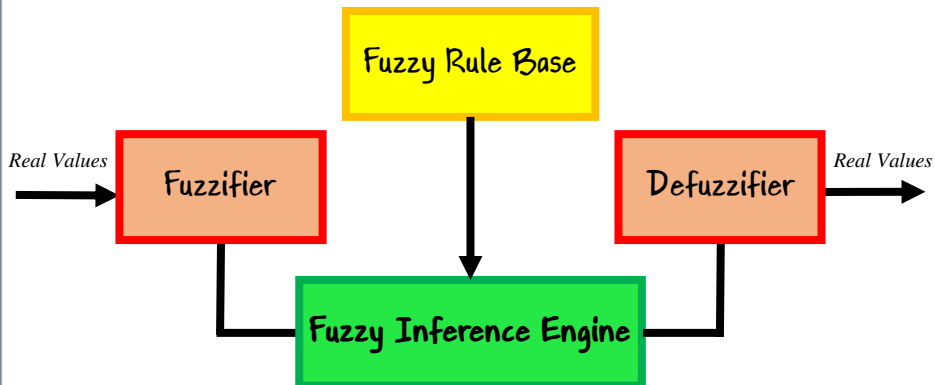 Fuzzy Rule Base
Real Values
Fuzzifier
Defuzzifier
Real Values
Fuzzy Inference Engine